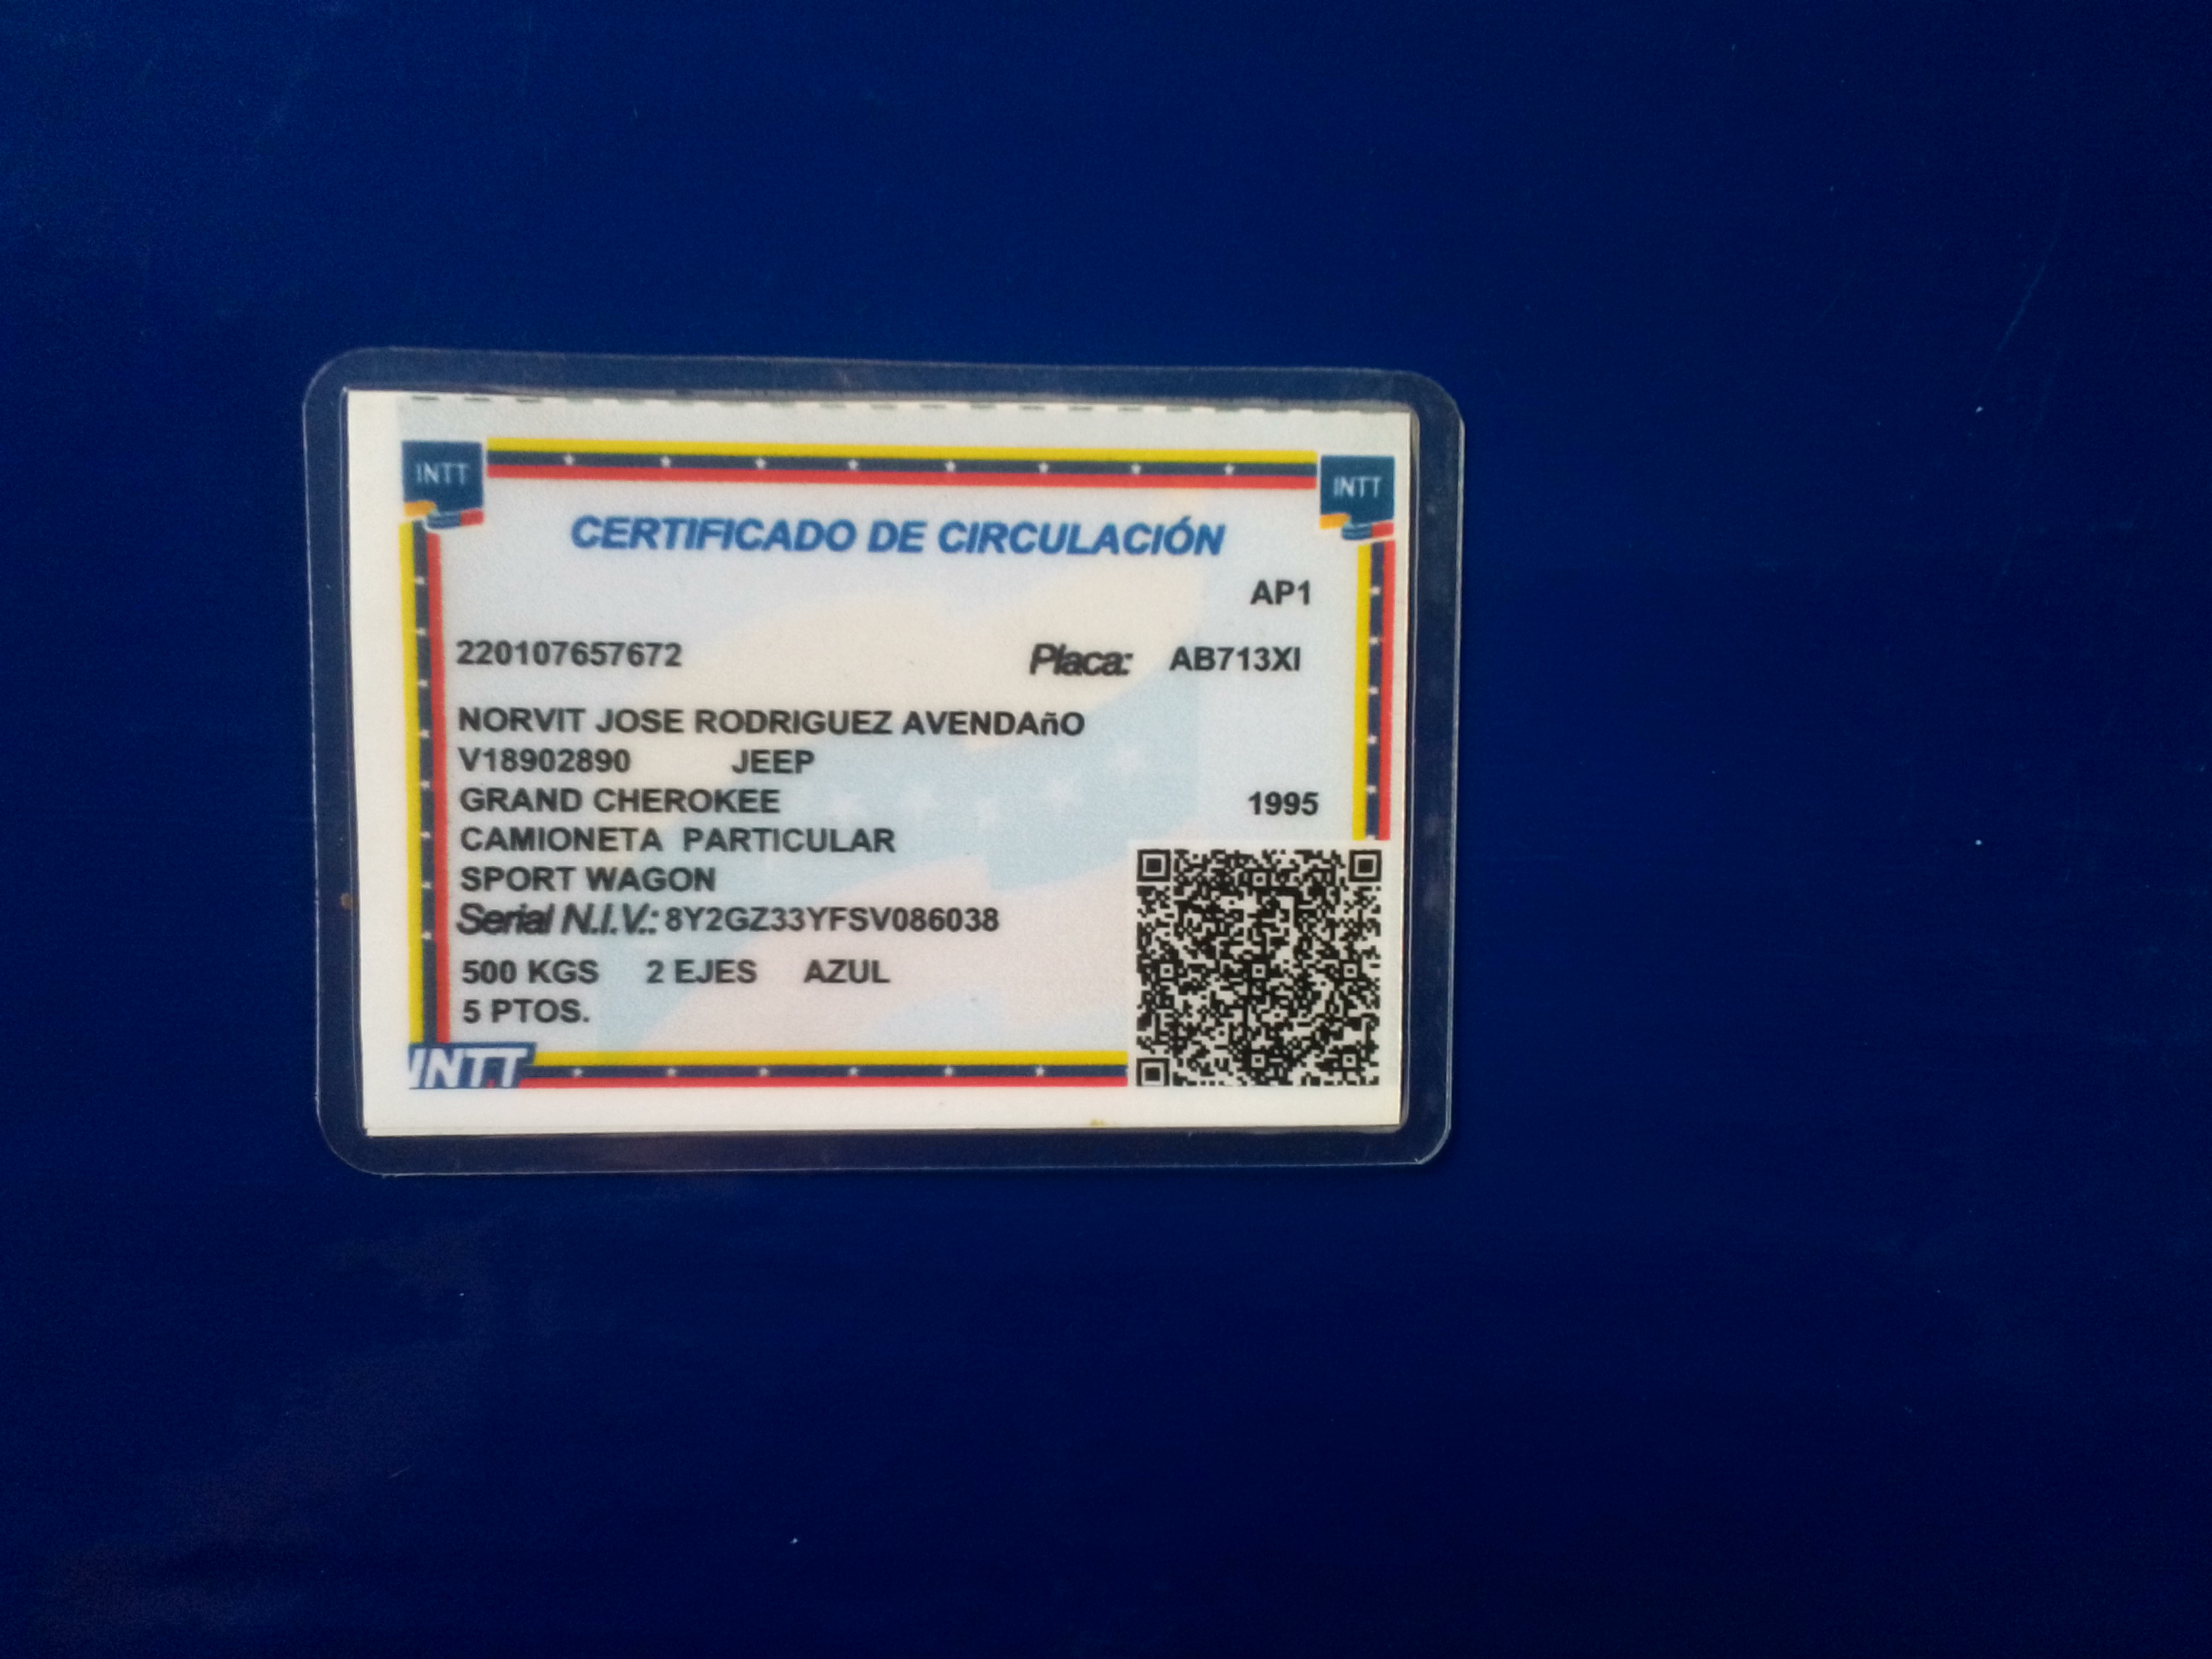 INTT
INTT
CERTIFICADO DE CIRCULACIÓN
AP1
220107657672 Placa: AB713XI
NORVIT JOSE RODRIGUEZ AVENDAñO
V18902890 JEEP
GRAND CHEROKEE 1995
CAMIONETA PARTICULAR
SPORT WAGON
Serial N.I.V.: 8Y2GZ33YFSV086038
500 KGS 2 EJES AZUL
5 PTOS.
INTT